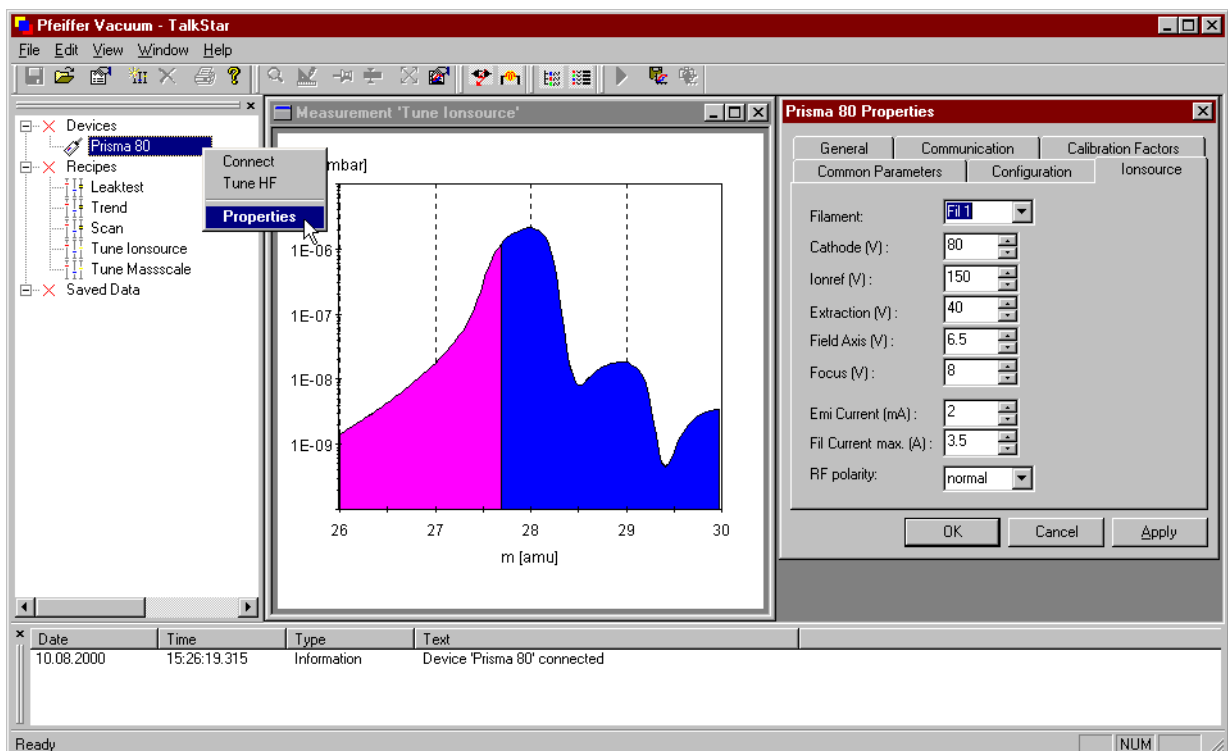 Pfeiffer Vacuum - TalkStar
File Edit View Window Help
Devices
Prisma 80
Recipes
Leaktest
Trend
Scan
Tune Ionsource
Tune Massscale
Saved Data
Connect
Tune HF
Properties
Measurement 'Tune Ionsource'
mbar]
1E-06
1E-07
1E-08
1E-09
26 27 28 29 30
m [amu]
Prisma 80 Properties
General Communication Calibration Factors
Common Parameters Configuration Ionsource
Filament: Fil 1
Cathode (V) : 80
Ionref (V) : 150
Extraction (V) : 40
Field Axis (V) : 6.5
Focus (V) : 8
Emi Current (mA) : 2
Fil Current max. (A) : 3.5
RF polarity: normal
OK Cancel Apply
Date Time Type Text
10.08.2000 15:26:19.315 Information Device 'Prisma 80' connected
Ready NUM